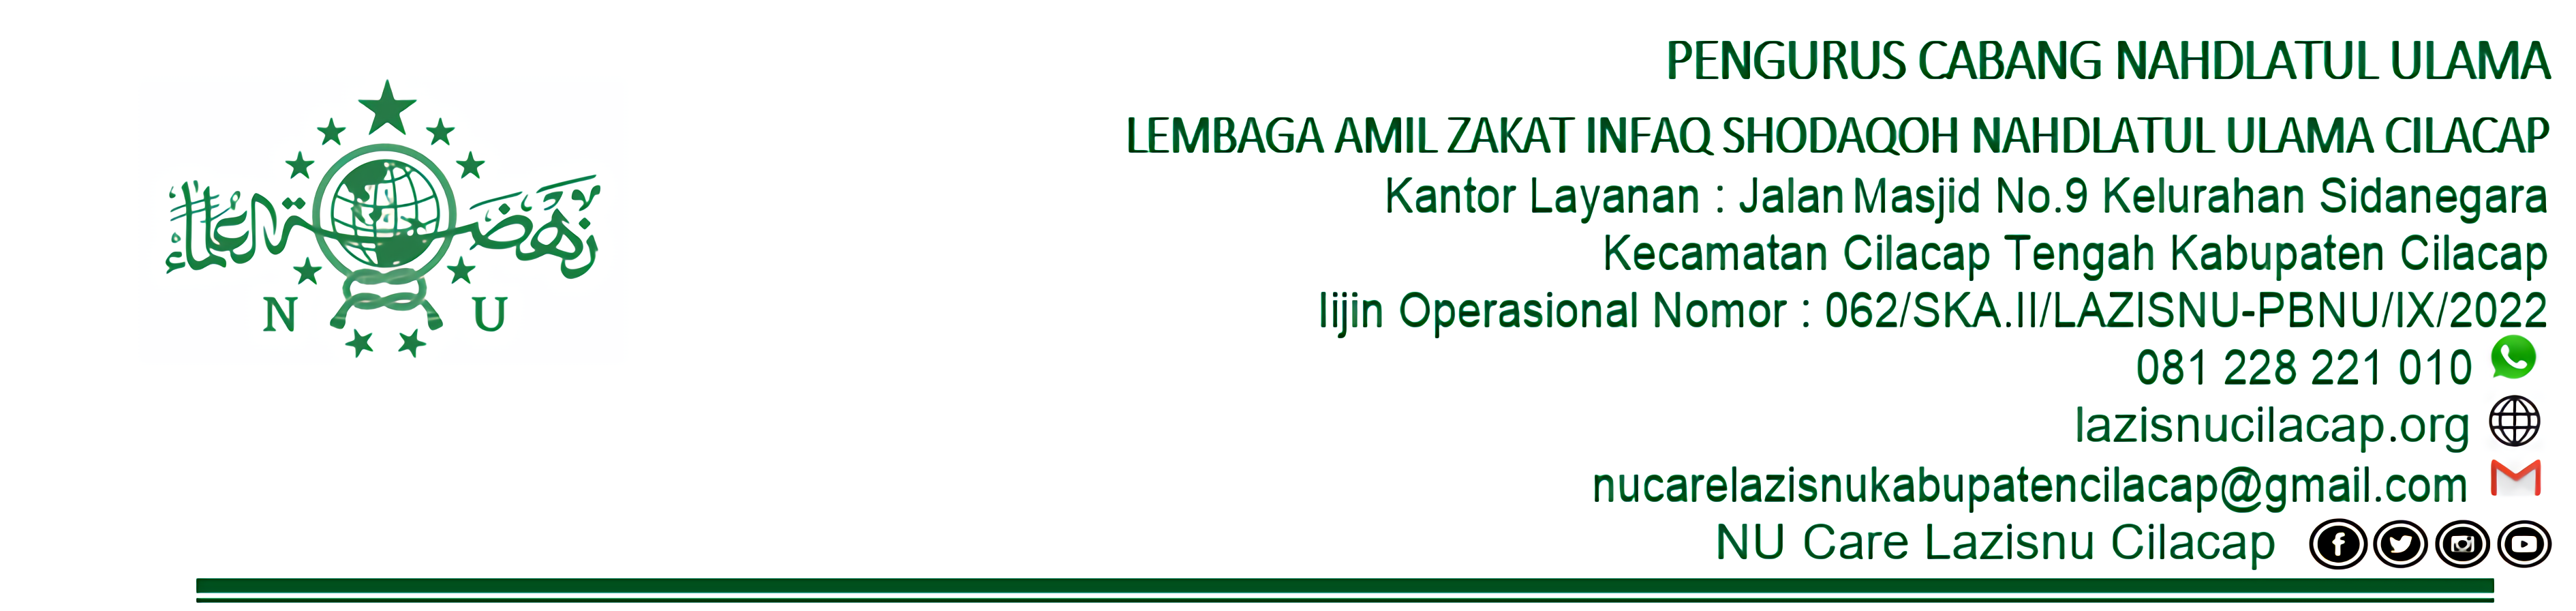 PENGURUS CABANG NAHDLATUL ULAMA
LEMBAGA AMIL ZAKAT INFAQ SHODAQOH NAHDLATUL ULAMA CILACAP
Kantor Layanan : Jalan Masjid No.9 Kelurahan Sidanegara
Kecamatan Cilacap Tengah Kabupaten Cilacap
Iijin Operasional Nomor : 062/SKA.II/LAZISNU-PBNU/IX/2022
081 228 221 010
lazisnucilacap.org
nucarelazisnukabupatencilacap@gmail.com
NU Care Lazisnu Cilacap
نهضة العلماء
N U